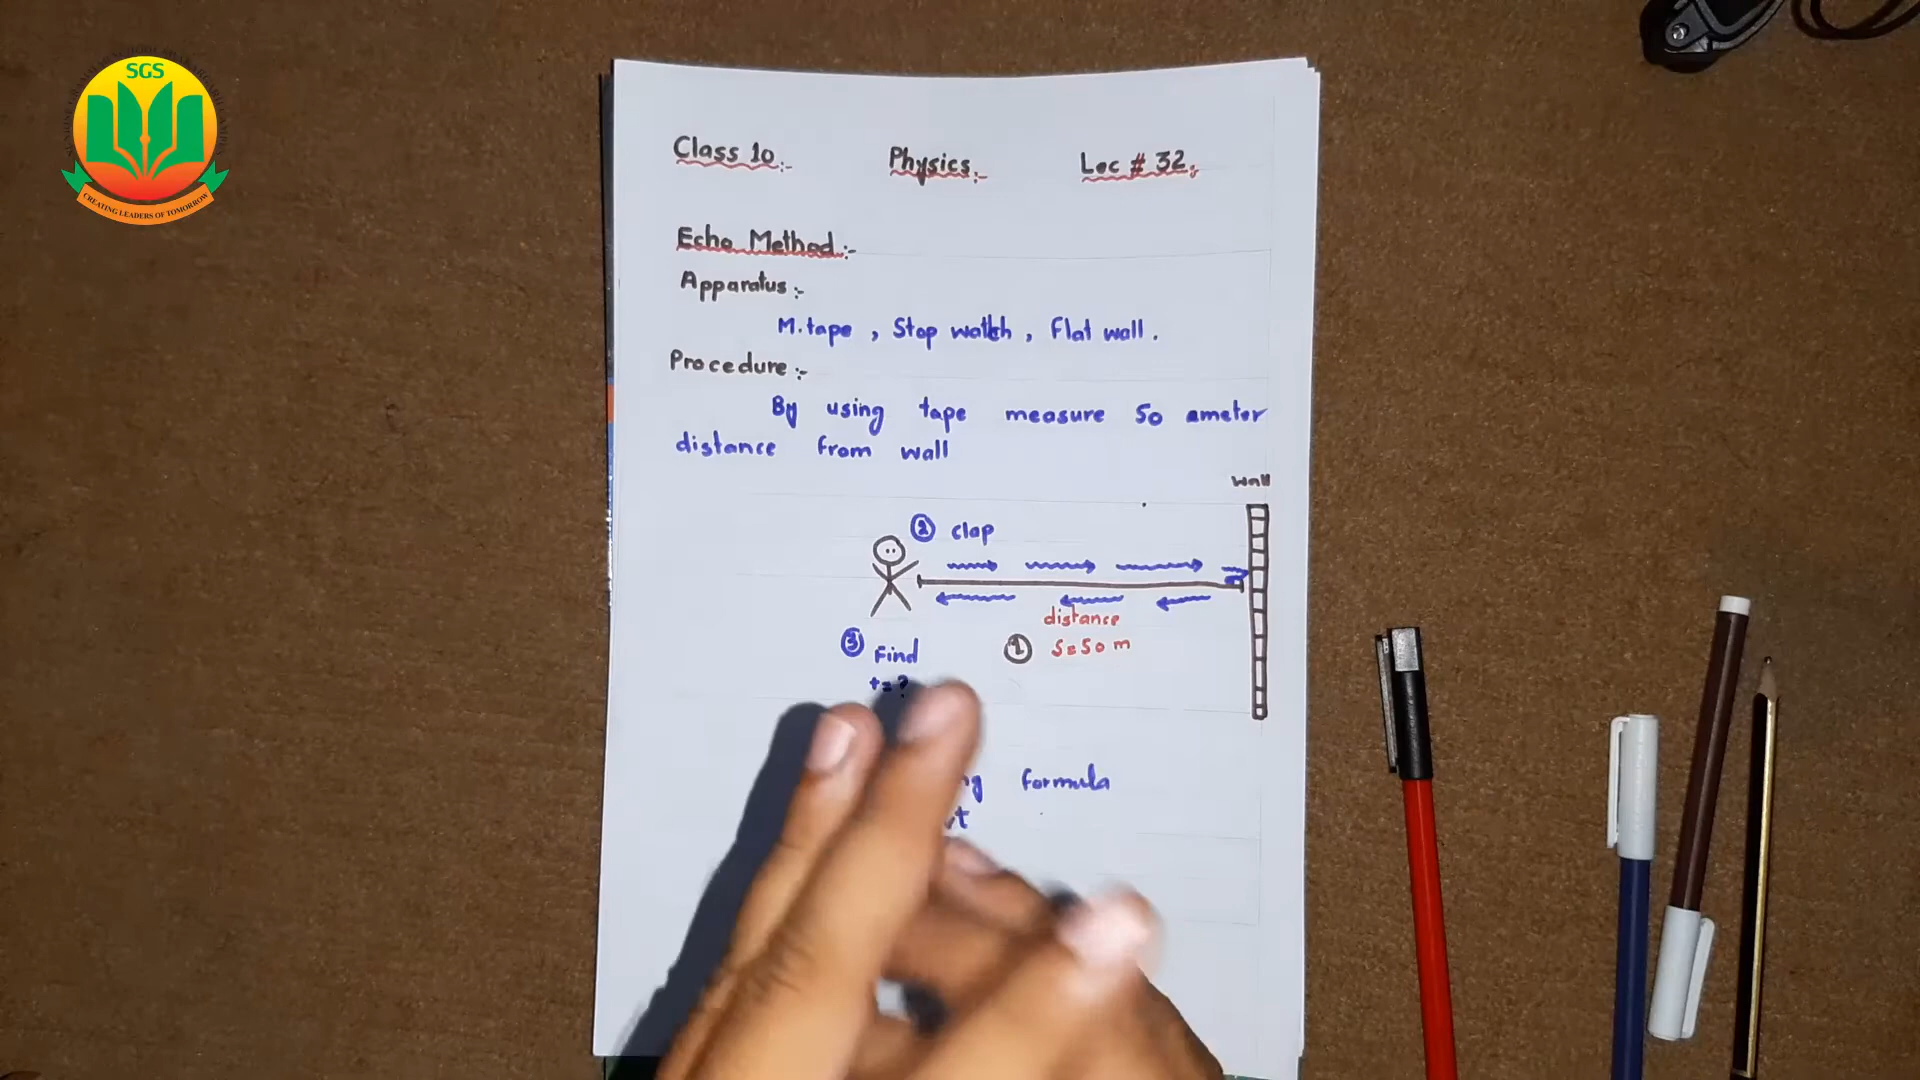 SGS
CREATING LEADERS OF TOMORROW
Class 10:-
Physics:-
Lec # 32:
Echo Method:-
Apparatus:-
M.tape , Stop watch , Flat wall .
Procedure:-
By using tape measure 50 ameter
distance from wall
wall
② clap
distance
① S=50 m
③ Find
t=?
formula